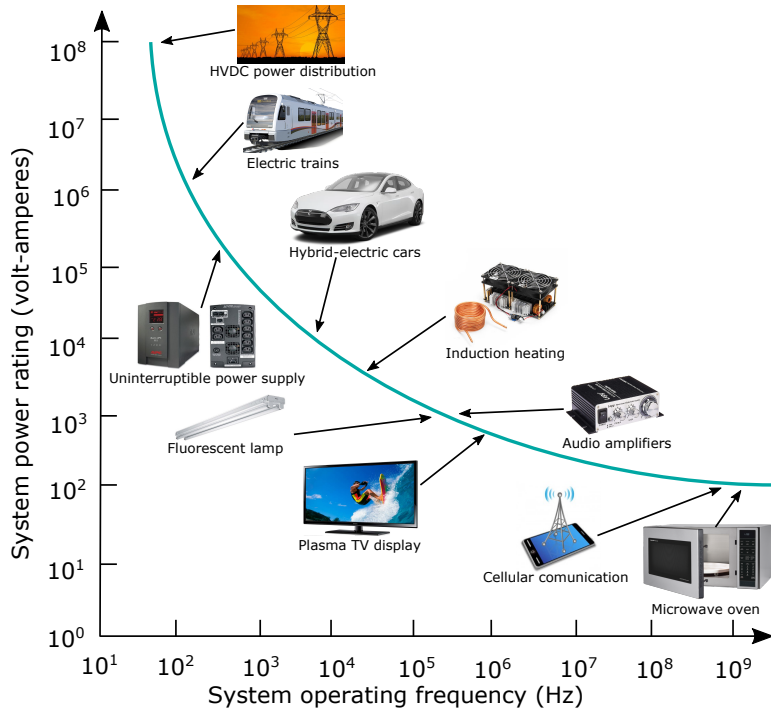 System power rating (volt-amperes)
10⁸
10⁷
10⁶
10⁵
10⁴
10³
10²
10¹
10⁰
HVDC power distribution
Electric trains
Hybrid-electric cars
Induction heating
Uninterruptible power supply
Audio amplifiers
Fluorescent lamp
Plasma TV display
Cellular comunication
Microwave oven
10¹ 10² 10³ 10⁴ 10⁵ 10⁶ 10⁷ 10⁸ 10⁹
System operating frequency (Hz)